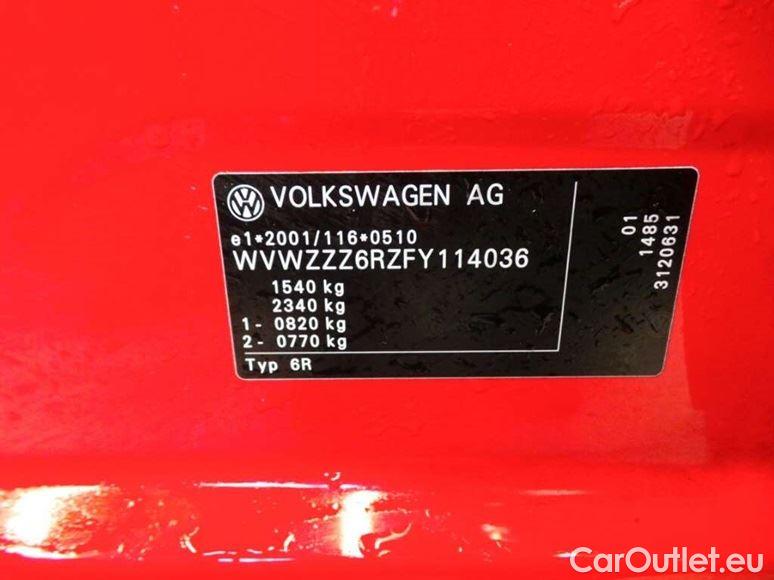 VOLKSWAGEN AG
e1*2001/116*0510
WVWZZZ6RZFY114036
1540 kg
2340 kg
1- 0820 kg
2- 0770 kg
Typ 6R
01
1485
3120631
CarOutlet.eu